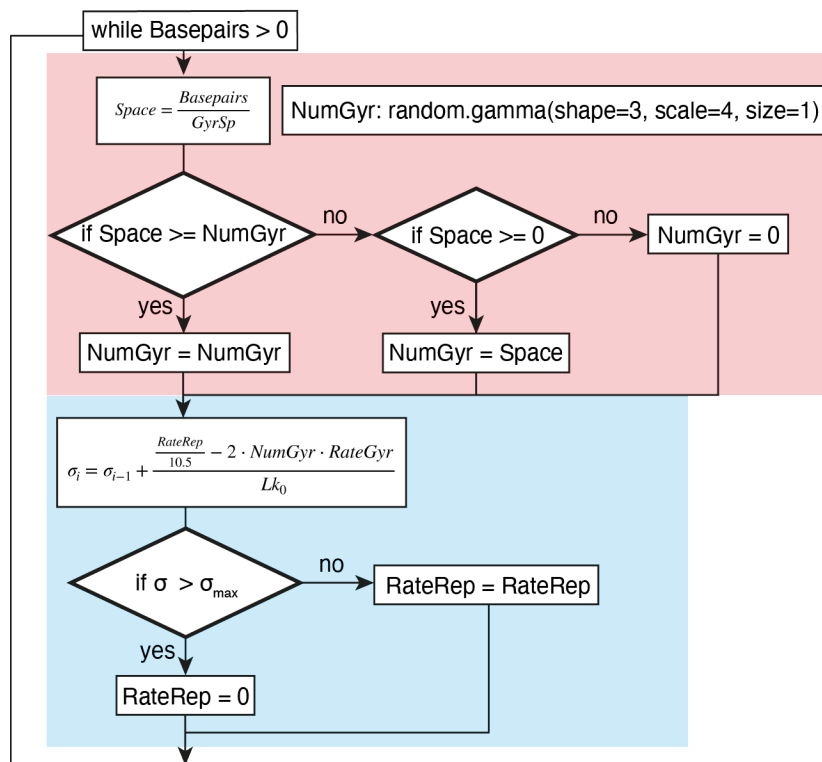 while Basepairs > 0
Space = Basepairs / GyrSp
NumGyr: random.gamma(shape=3, scale=4, size=1)
if Space >= NumGyr
no
if Space >= 0
no
NumGyr = 0
yes
yes
NumGyr = NumGyr
NumGyr = Space
σ_i = σ_{i−1} + (RateRep / 10.5 − 2 · NumGyr · RateGyr) / Lk_0
if σ > σ_max
no
RateRep = RateRep
yes
RateRep = 0